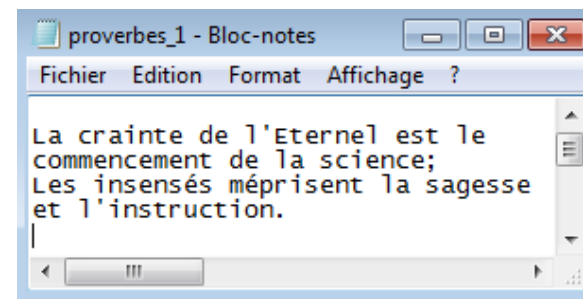 proverbes_1 - Bloc-notes
Fichier Edition Format Affichage ?
La crainte de l'Eternel est le
commencement de la science;
Les insensés méprisent la sagesse
et l'instruction.